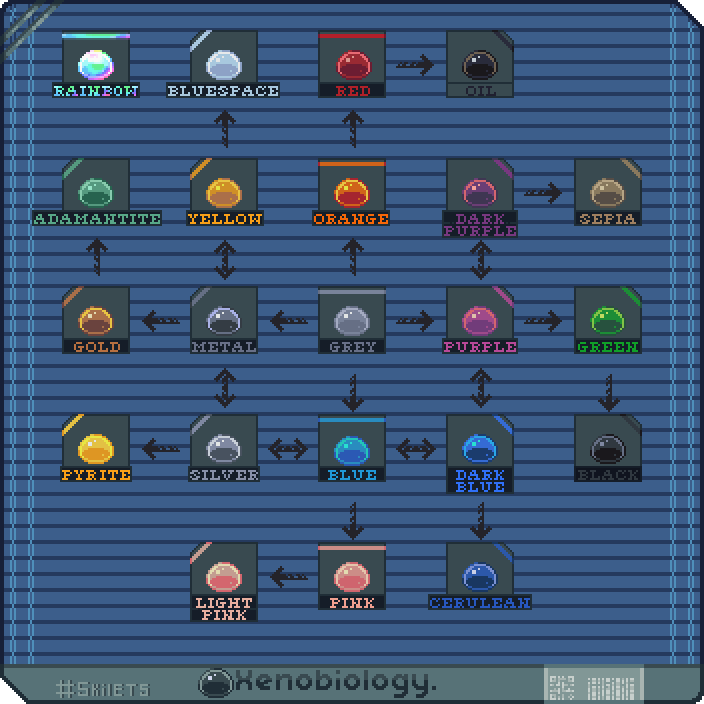 RAINBOW
BLUESPACE
RED
OIL
ADAMANTITE
YELLOW
ORANGE
DARK
PURPLE
SEPIA
GOLD
METAL
GREY
PURPLE
GREEN
PYRITE
SILVER
BLUE
DARK
BLUE
BLACK
LIGHT
PINK
PINK
CERULEAN
#SknETS
Xenobiology.